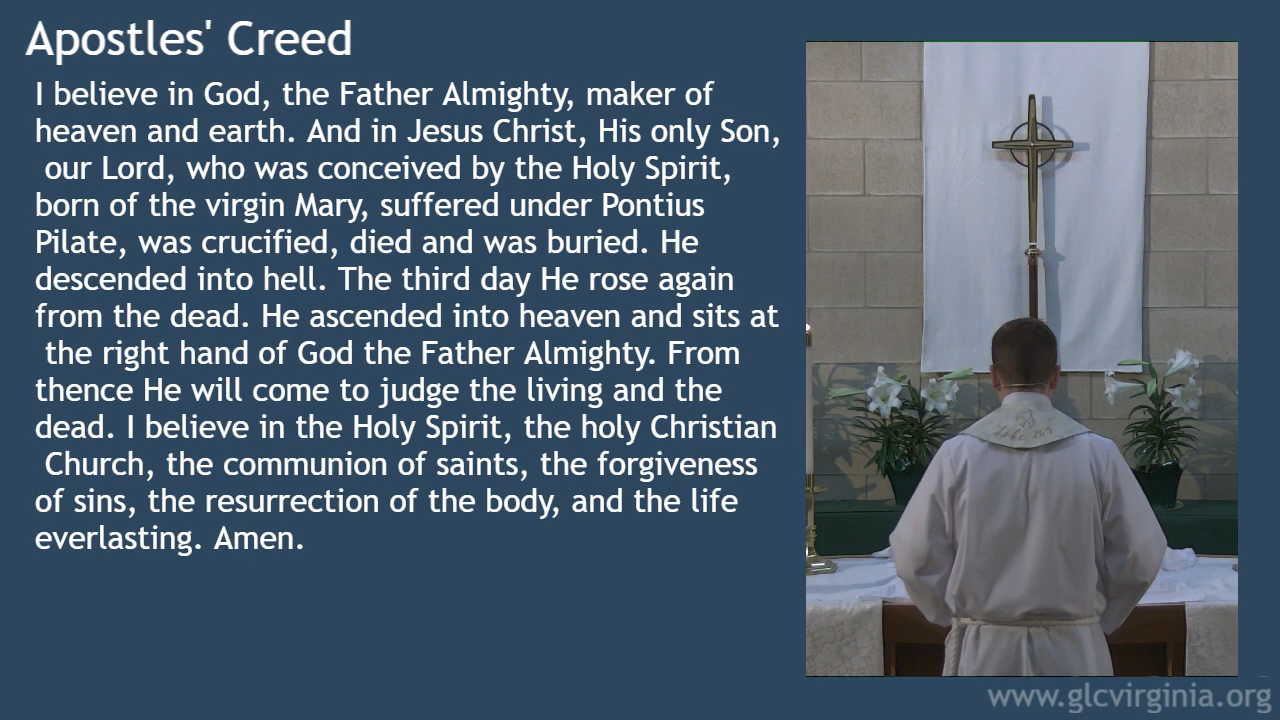 Apostles' Creed
I believe in God, the Father Almighty, maker of
heaven and earth. And in Jesus Christ, His only Son,
our Lord, who was conceived by the Holy Spirit,
born of the virgin Mary, suffered under Pontius
Pilate, was crucified, died and was buried. He
descended into hell. The third day He rose again
from the dead. He ascended into heaven and sits at
the right hand of God the Father Almighty. From
thence He will come to judge the living and the
dead. I believe in the Holy Spirit, the holy Christian
Church, the communion of saints, the forgiveness
of sins, the resurrection of the body, and the life
everlasting. Amen.
www.glcvirginia.org